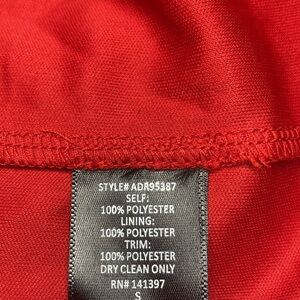 STYLE# ADR95387
SELF:
100% POLYESTER
LINING:
100% POLYESTER
TRIM:
100% POLYESTER
DRY CLEAN ONLY
RN# 141397
S